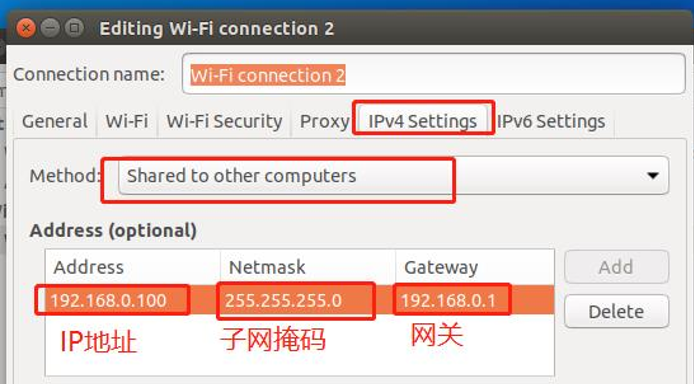 Editing Wi-Fi connection 2
Connection name: Wi-Fi connection 2
General Wi-Fi Wi-Fi Security Proxy IPv4 Settings IPv6 Settings
Method: Shared to other computers
Address (optional)
Address Netmask Gateway Add
192.168.0.100 255.255.255.0 192.168.0.1 Delete
IP地址 子网掩码 网关